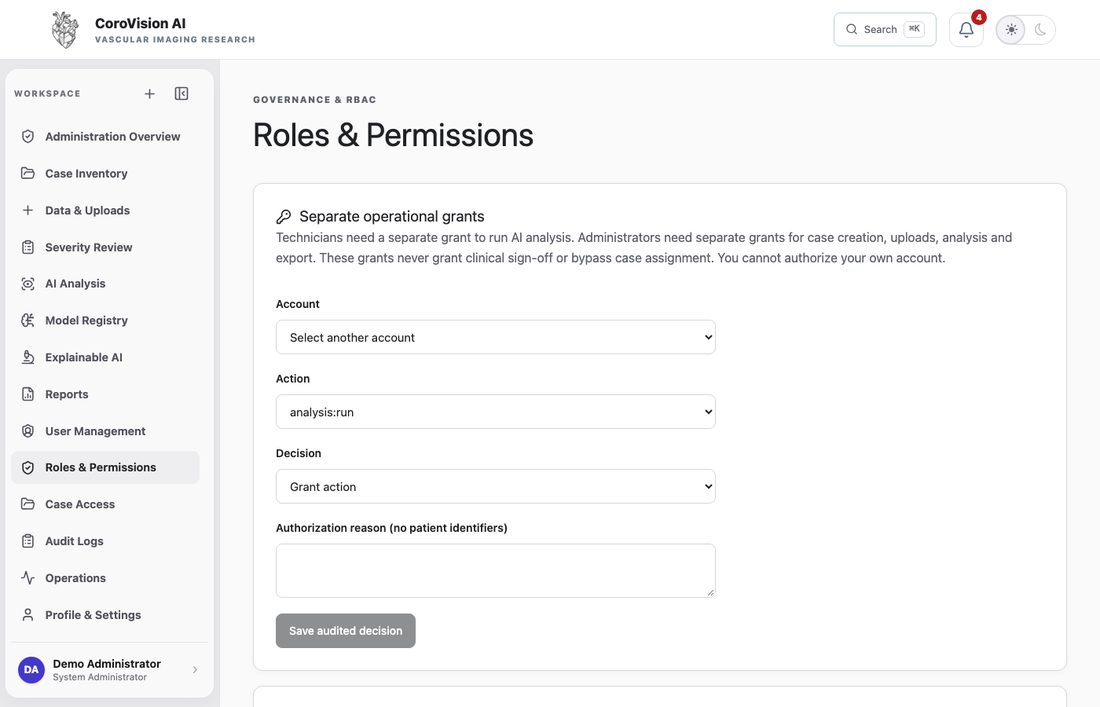 CoroVision AI
VASCULAR IMAGING RESEARCH
Search ⌘K
4
WORKSPACE
Administration Overview
Case Inventory
Data & Uploads
Severity Review
AI Analysis
Model Registry
Explainable AI
Reports
User Management
Roles & Permissions
Case Access
Audit Logs
Operations
Profile & Settings
DA
Demo Administrator
System Administrator
GOVERNANCE & RBAC
Roles & Permissions
Separate operational grants
Technicians need a separate grant to run AI analysis. Administrators need separate grants for case creation, uploads, analysis and
export. These grants never grant clinical sign-off or bypass case assignment. You cannot authorize your own account.
Account
Select another account
Action
analysis:run
Decision
Grant action
Authorization reason (no patient identifiers)
Save audited decision